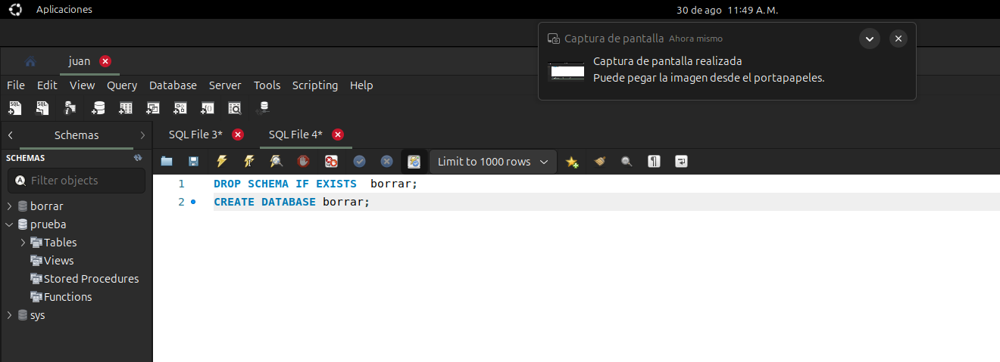 Aplicaciones
30 de ago 11:49 A. M.
Captura de pantalla Ahora mismo
Captura de pantalla realizada
Puede pegar la imagen desde el portapapeles.
juan
File Edit View Query Database Server Tools Scripting Help
Schemas
SQL File 3*
SQL File 4*
SCHEMAS
Filter objects
borrar
prueba
Tables
Views
Stored Procedures
Functions
sys
Limit to 1000 rows
1 DROP SCHEMA IF EXISTS  borrar;
2 CREATE DATABASE borrar;